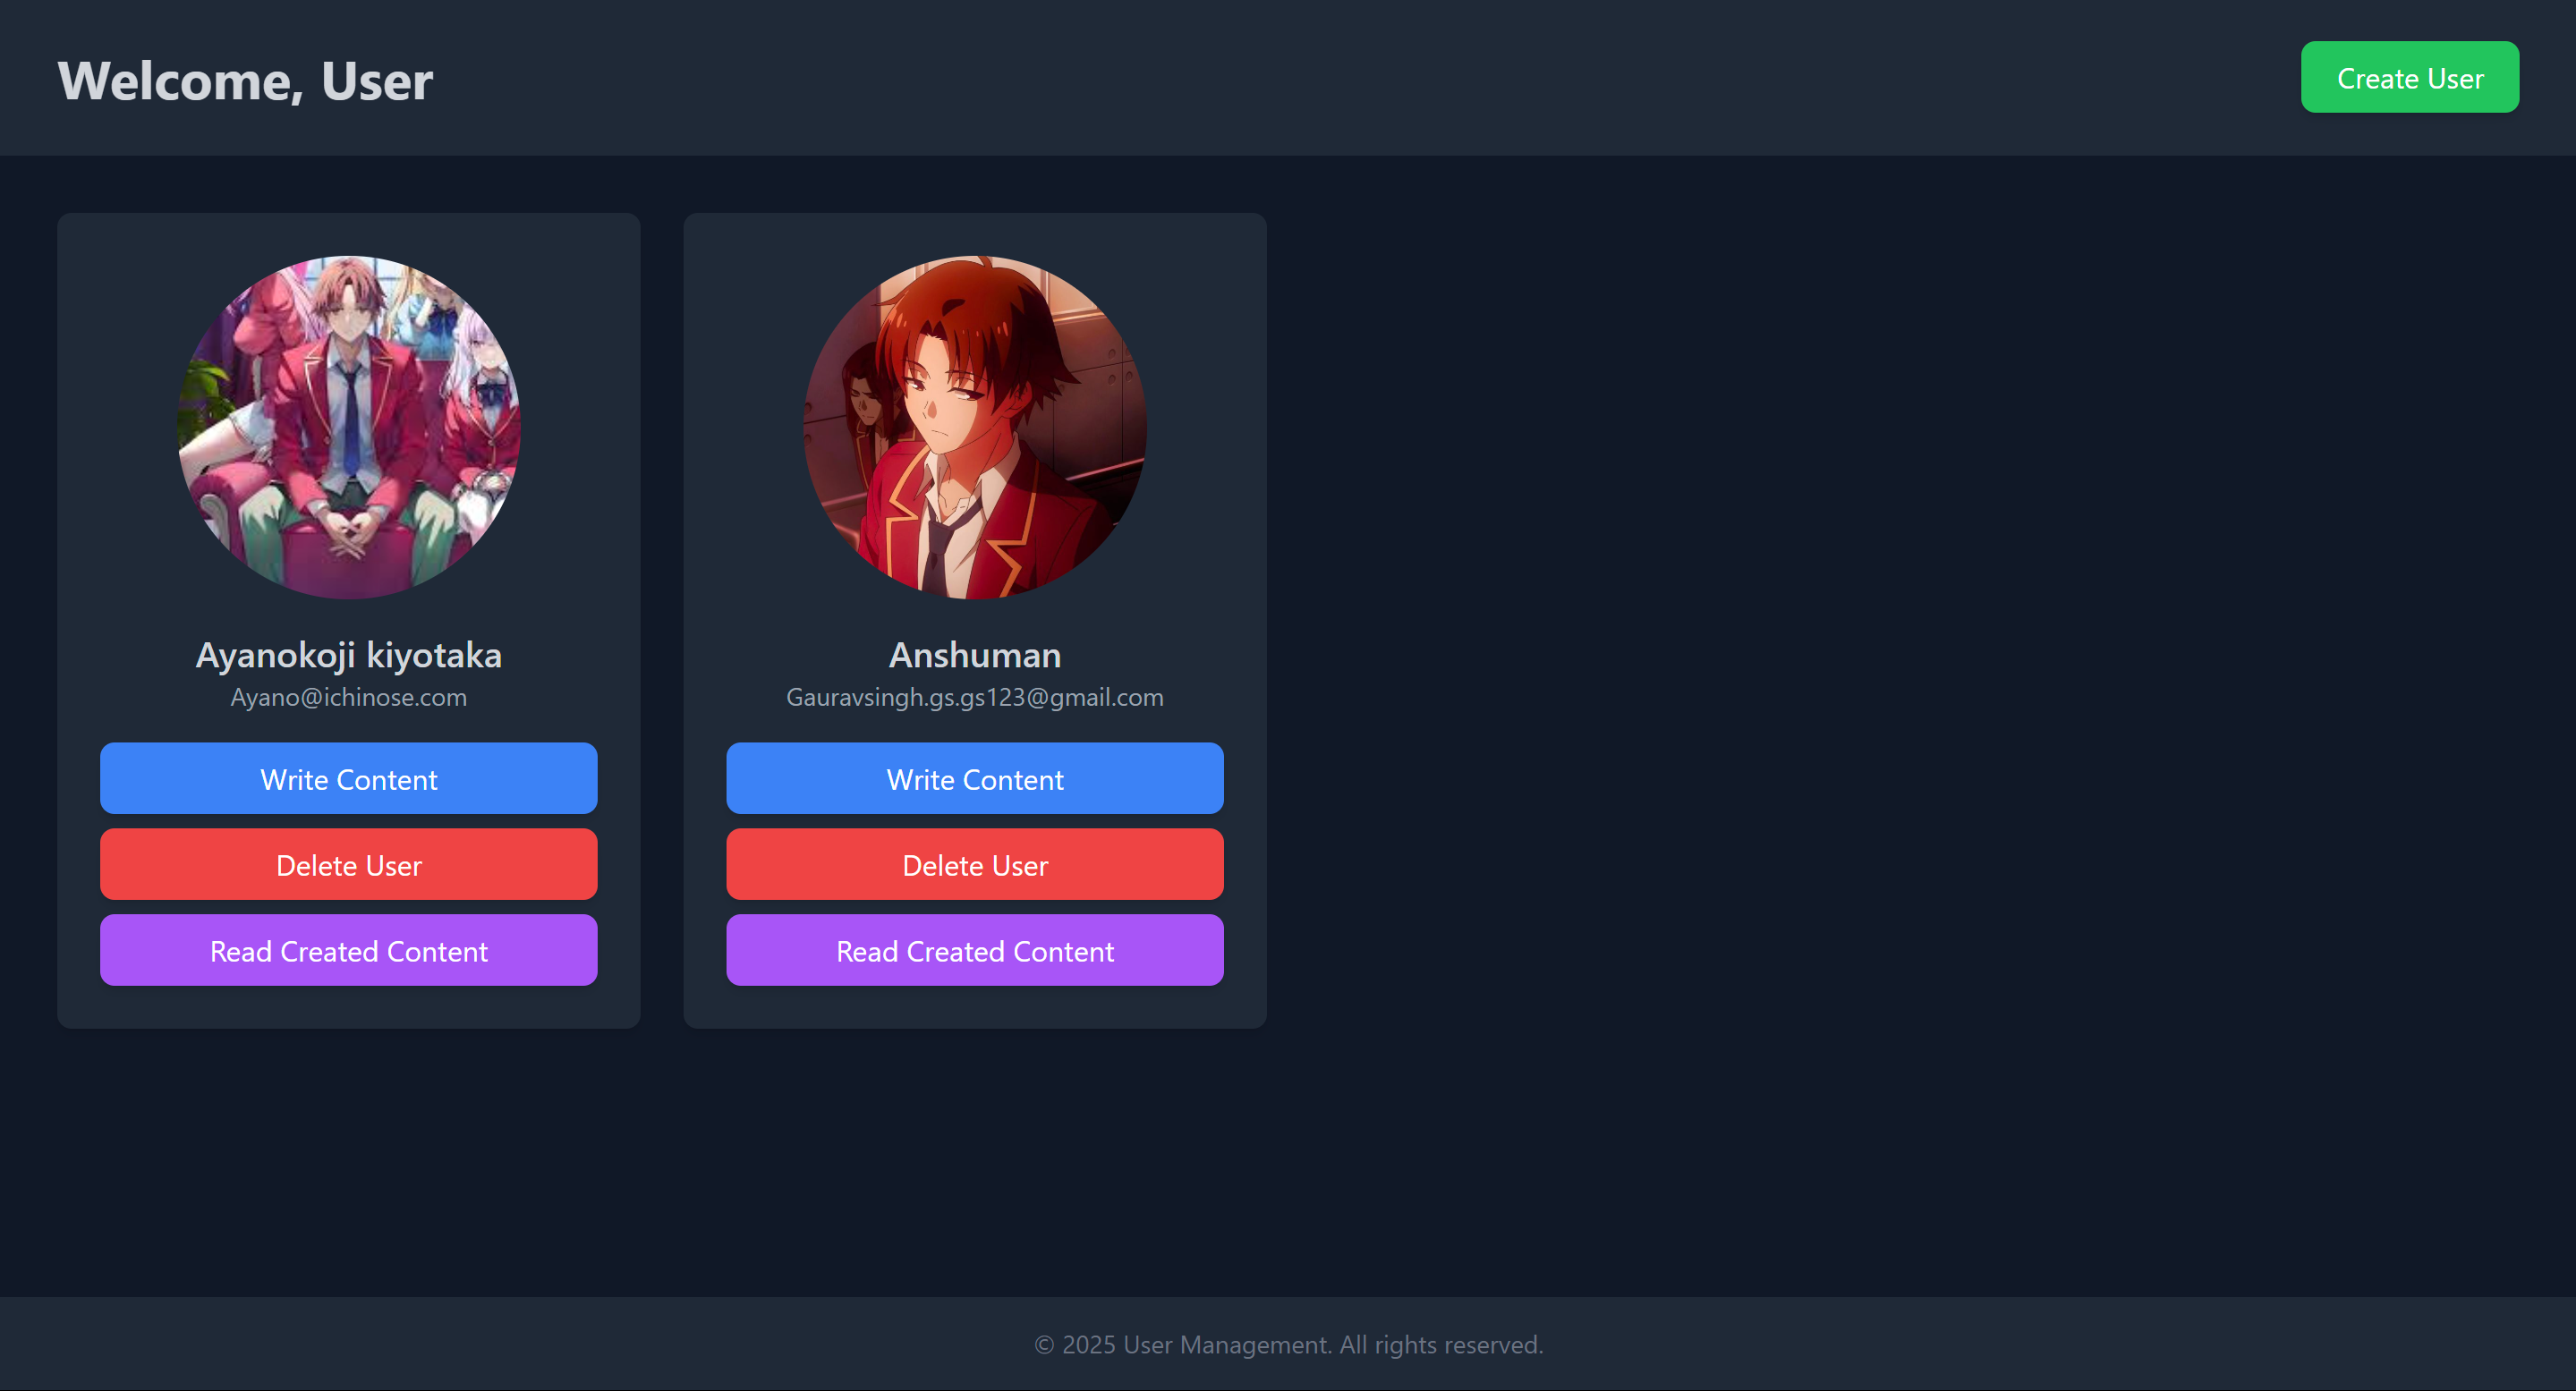 Welcome, User
Create User
Ayanokoji kiyotaka
Ayano@ichinose.com
Write Content
Delete User
Read Created Content
Anshuman
Gauravsingh.gs.gs123@gmail.com
Write Content
Delete User
Read Created Content
© 2025 User Management. All rights reserved.